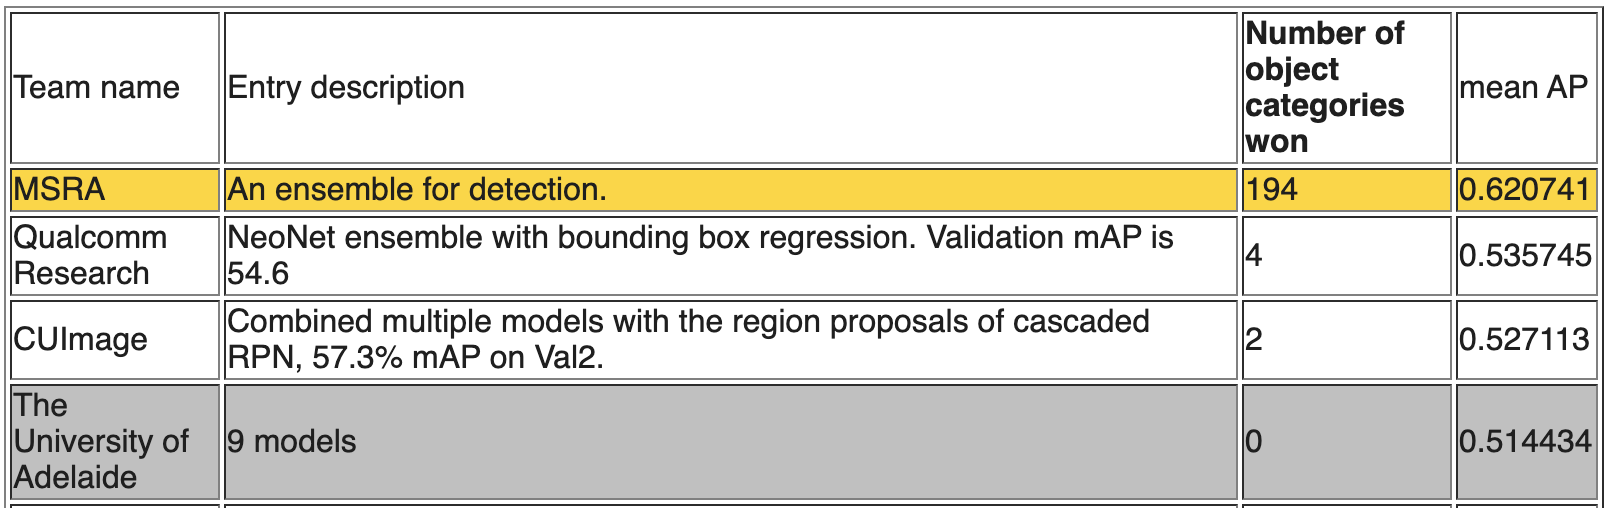 Team name
Entry description
Number of
object
categories
won
mean AP
MSRA
An ensemble for detection.
194
0.620741
Qualcomm
Research
NeoNet ensemble with bounding box regression. Validation mAP is
54.6
4
0.535745
CUImage
Combined multiple models with the region proposals of cascaded
RPN, 57.3% mAP on Val2.
2
0.527113
The
University of
Adelaide
9 models
0
0.514434